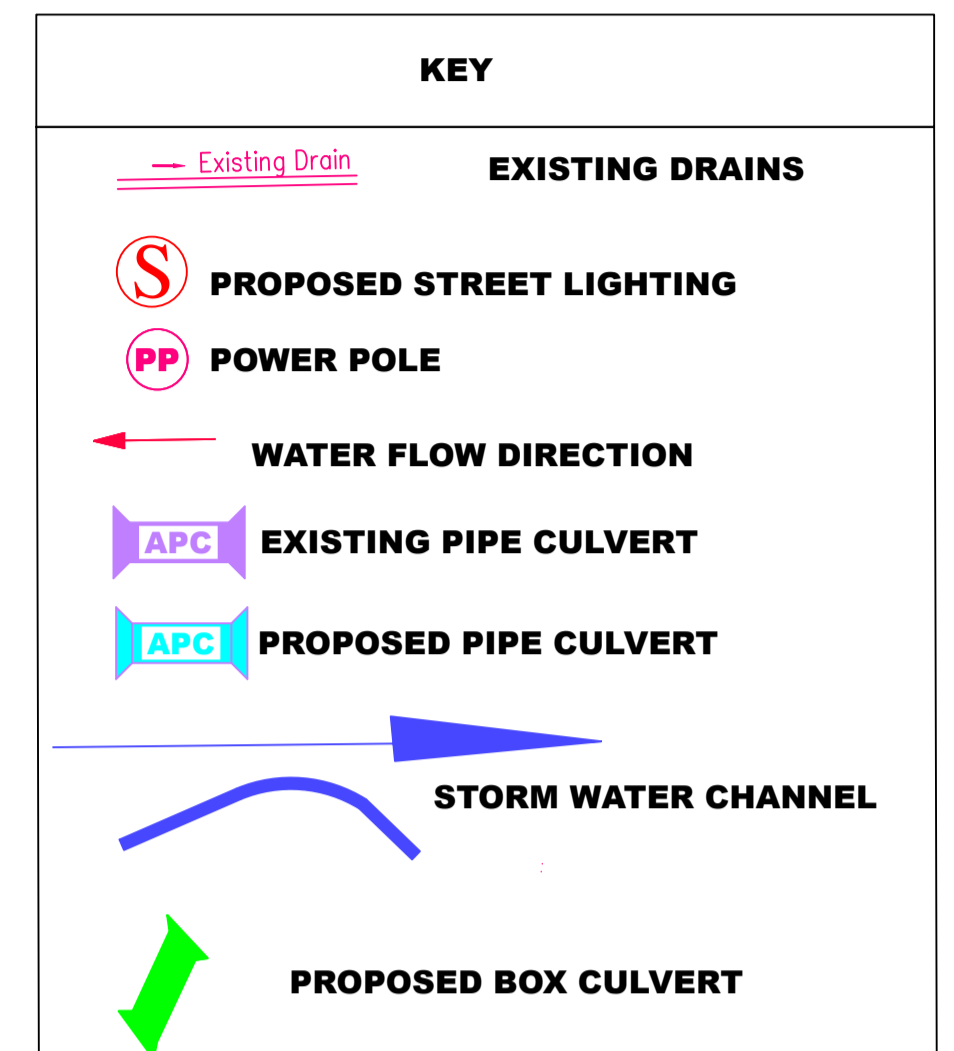 KEY
Existing Drain
EXISTING DRAINS
S
PROPOSED STREET LIGHTING
PP
POWER POLE
WATER FLOW DIRECTION
APC
EXISTING PIPE CULVERT
APC
PROPOSED PIPE CULVERT
STORM WATER CHANNEL
PROPOSED BOX CULVERT